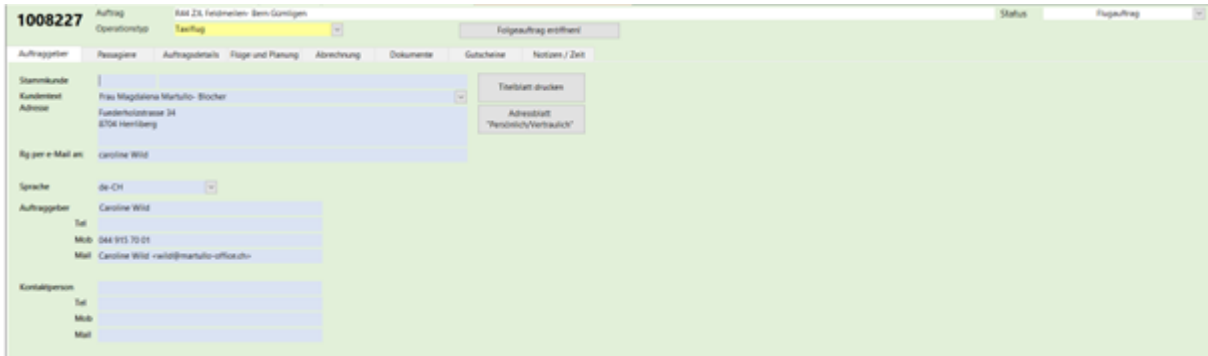 1008227
Auftrag R44 ZJL Feldmeilen- Bern Gümligen Status Flugauftrag
Operationstyp Taxiflug Folgeauftrag eröffnen!
Auftraggeber Passagiere Auftragsdetails Flüge und Planung Abrechnung Dokumente Gutscheine Notizen / Zeit
Stammkunde Titelblatt drucken
Kundentext Frau Magdalena Martullo- Blocher
Adresse
8704 Herrliberg
Adressblatt
"Persönlich/Vertraulich"
Rg per e-Mail an: caroline Wild
Sprache de-CH
Auftraggeber Caroline Wild
Tel
Mob 044 915 70 01
Mail Caroline Wild <wild@martullo-office.ch>
Kontaktperson
Tel
Mob
Mail